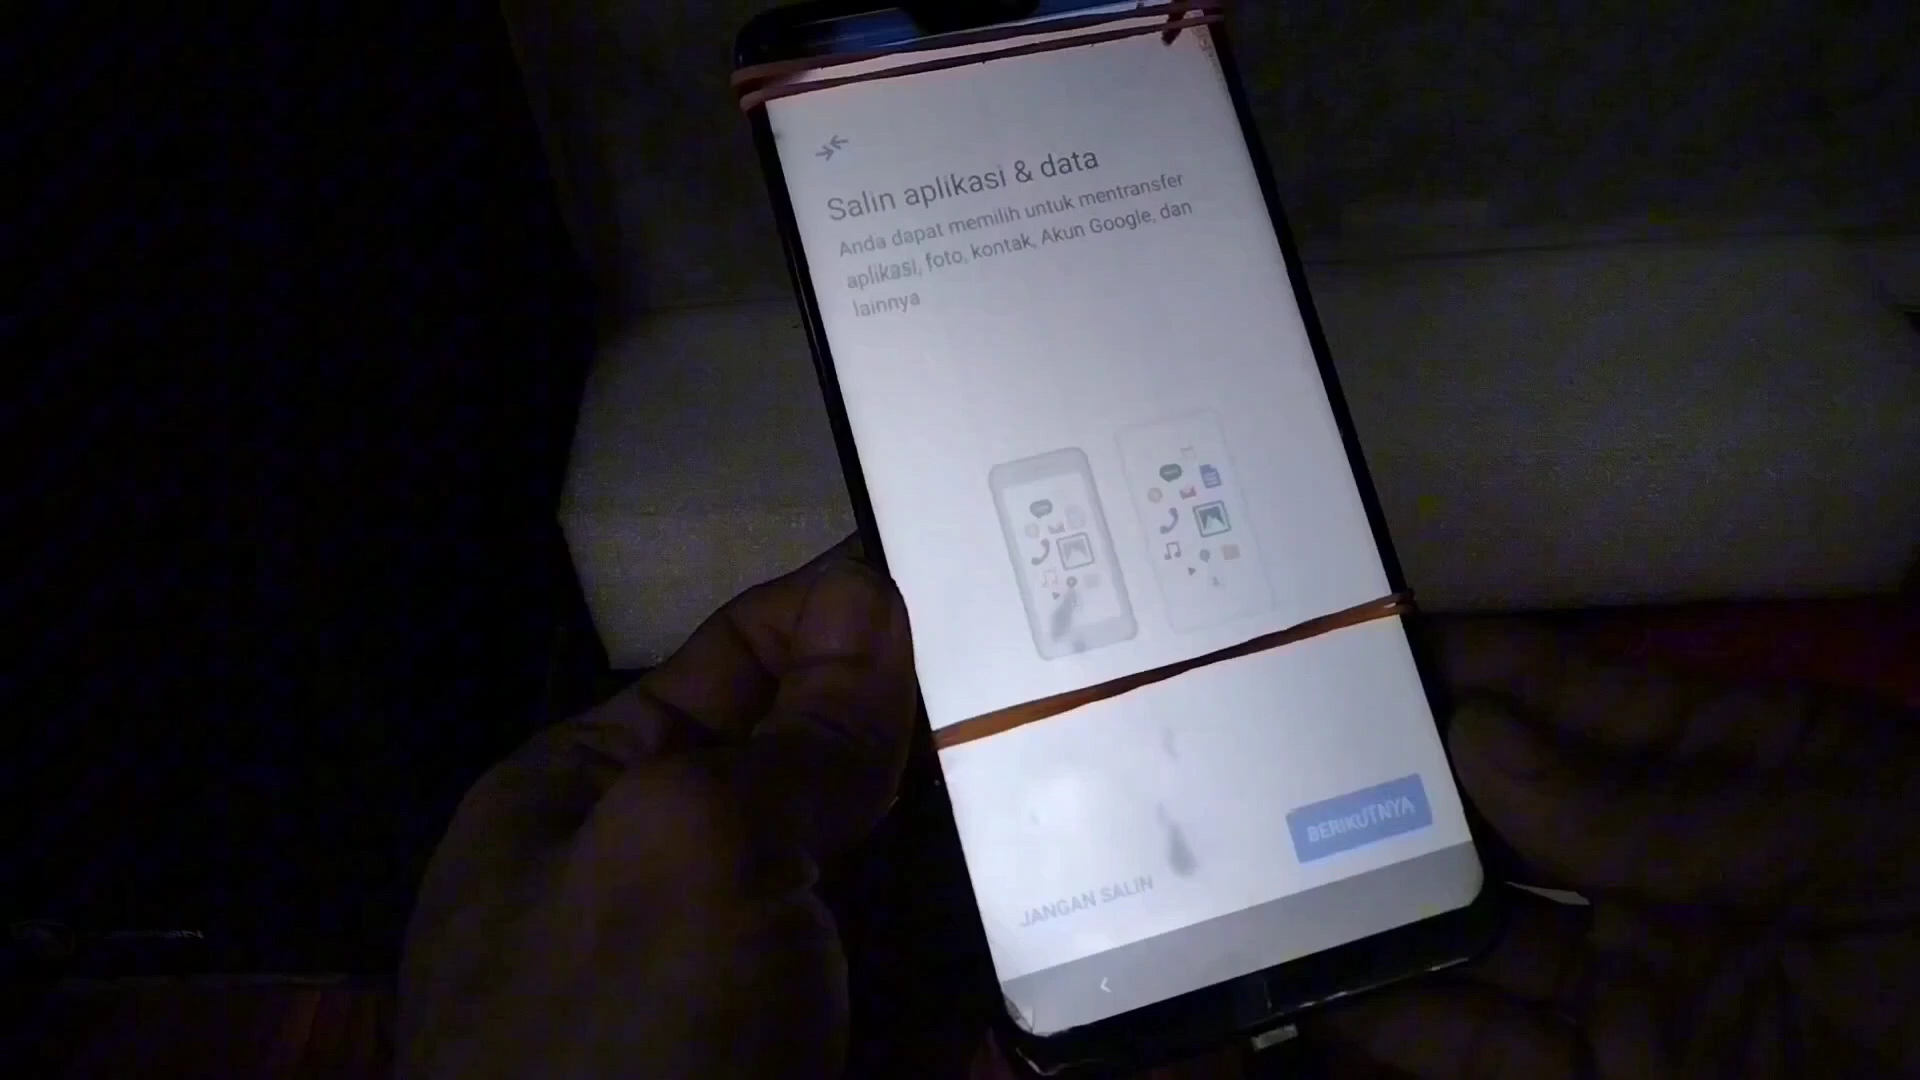 Salin aplikasi & data
Anda dapat memilih untuk mentransfer
aplikasi, foto, kontak, Akun Google, dan
lainnya
BERIKUTNYA
JANGAN SALIN